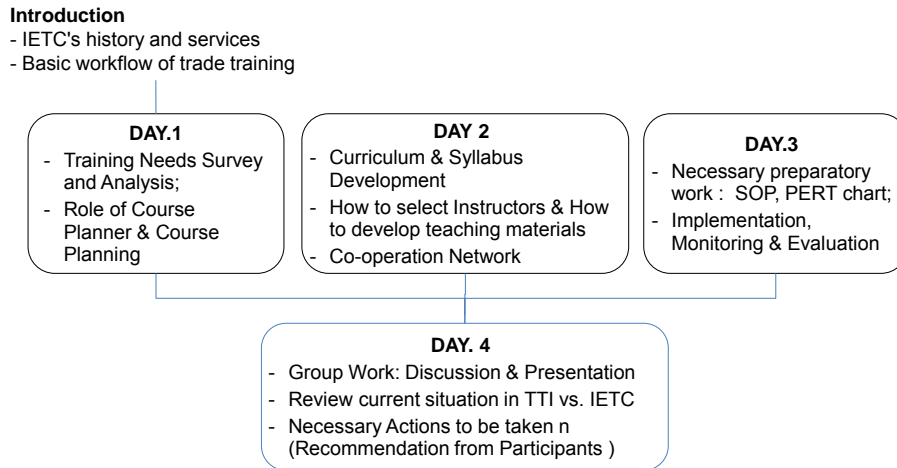 Introduction
- IETC's history and services
- Basic workflow of trade training
DAY.1
- Training Needs Survey
and Analysis;
- Role of Course
Planner & Course
Planning
DAY 2
- Curriculum & Syllabus
Development
- How to select Instructors & How
to develop teaching materials
- Co-operation Network
DAY.3
- Necessary preparatory
work : SOP, PERT chart;
- Implementation,
Monitoring & Evaluation
DAY. 4
- Group Work: Discussion & Presentation
- Review current situation in TTI vs. IETC
- Necessary Actions to be taken n
(Recommendation from Participants )